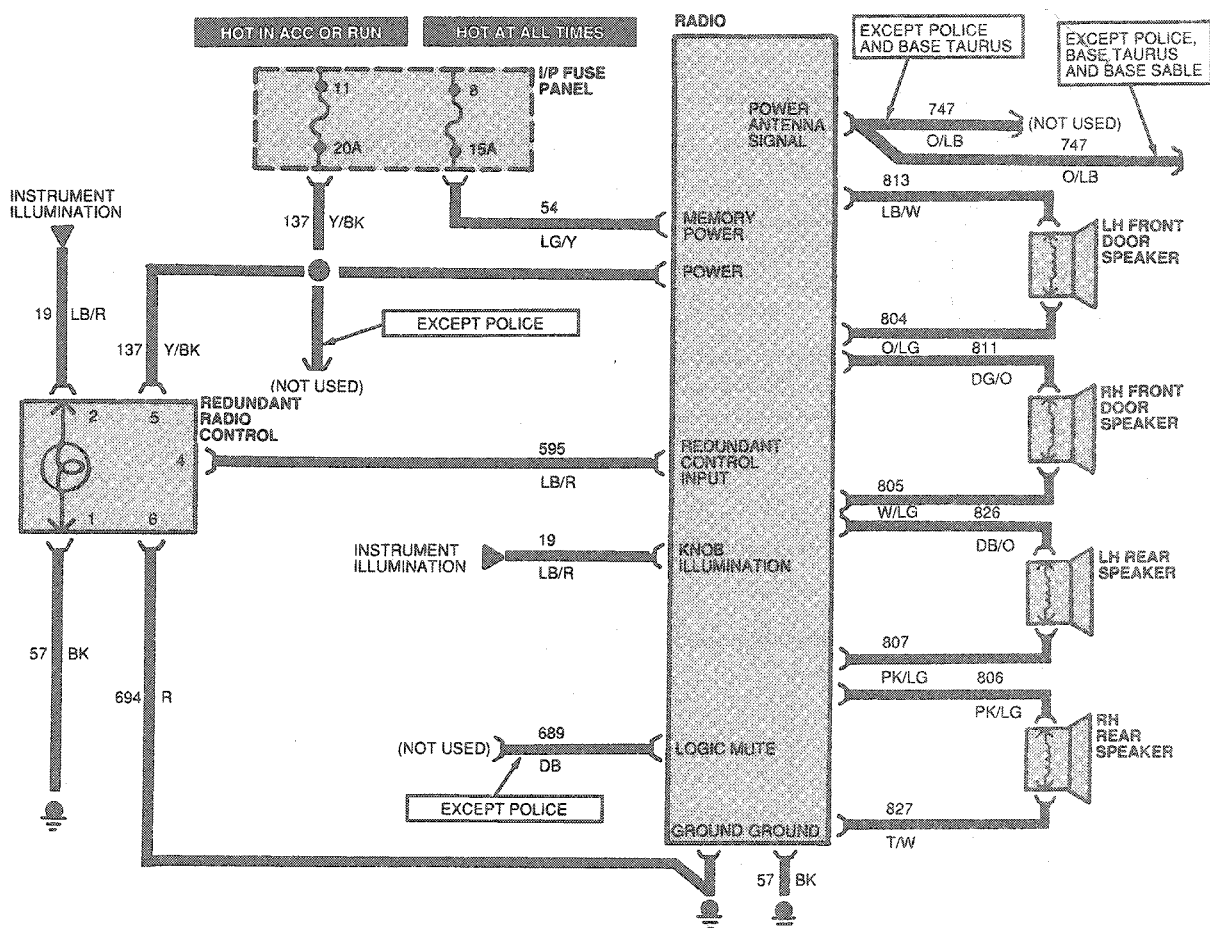 HOT IN ACC OR RUN
HOT AT ALL TIMES
RADIO
EXCEPT POLICE
AND BASE TAURUS
EXCEPT POLICE,
BASE TAURUS
AND BASE SABLE
I/P FUSE
PANEL
11
8
20A
15A
POWER
ANTENNA
SIGNAL
747
O/LB
(NOT USED)
747
O/LB
INSTRUMENT
ILLUMINATION
137 Y/BK
54
LG/Y
MEMORY
POWER
813
LB/W
LH FRONT
DOOR
SPEAKER
POWER
19 LB/R
EXCEPT POLICE
137 Y/BK
(NOT USED)
804
O/LG
811
DG/O
RH FRONT
DOOR
SPEAKER
REDUNDANT
RADIO
CONTROL
2
5
4
1
6
595
LB/R
REDUNDANT
CONTROL
INPUT
805
W/LG
826
DB/O
LH REAR
SPEAKER
INSTRUMENT
ILLUMINATION
19
LB/R
KNOB
ILLUMINATION
57 BK
694 R
807
PK/LG
806
PK/LG
RH
REAR
SPEAKER
(NOT USED)
689
DB
LOGIC MUTE
EXCEPT POLICE
827
T/W
GROUND GROUND
57 BK